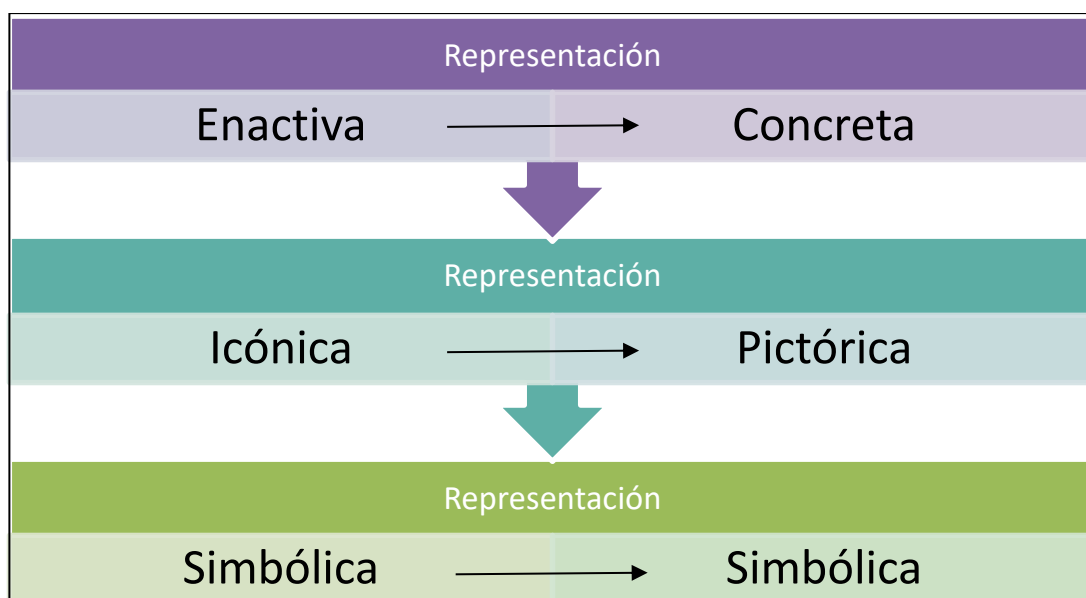 Representación
Enactiva Concreta
Representación
Icónica Pictórica
Representación
Simbólica Simbólica